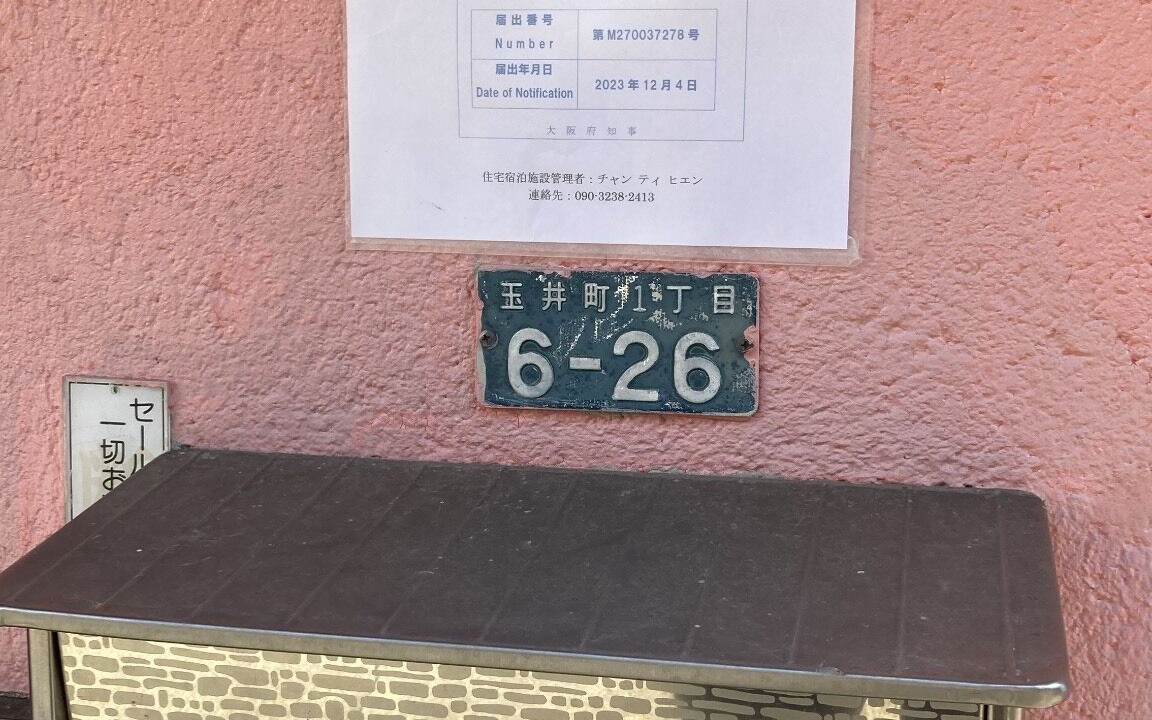 届出番号
Number
第M270037278号
届出年月日
Date of Notification
2023年12月4日
大阪府知事
住宅宿泊施設管理者：チャン ティ ヒエン
連絡先：090-3238-2413
玉井町1丁目
6-26
セール
一切お